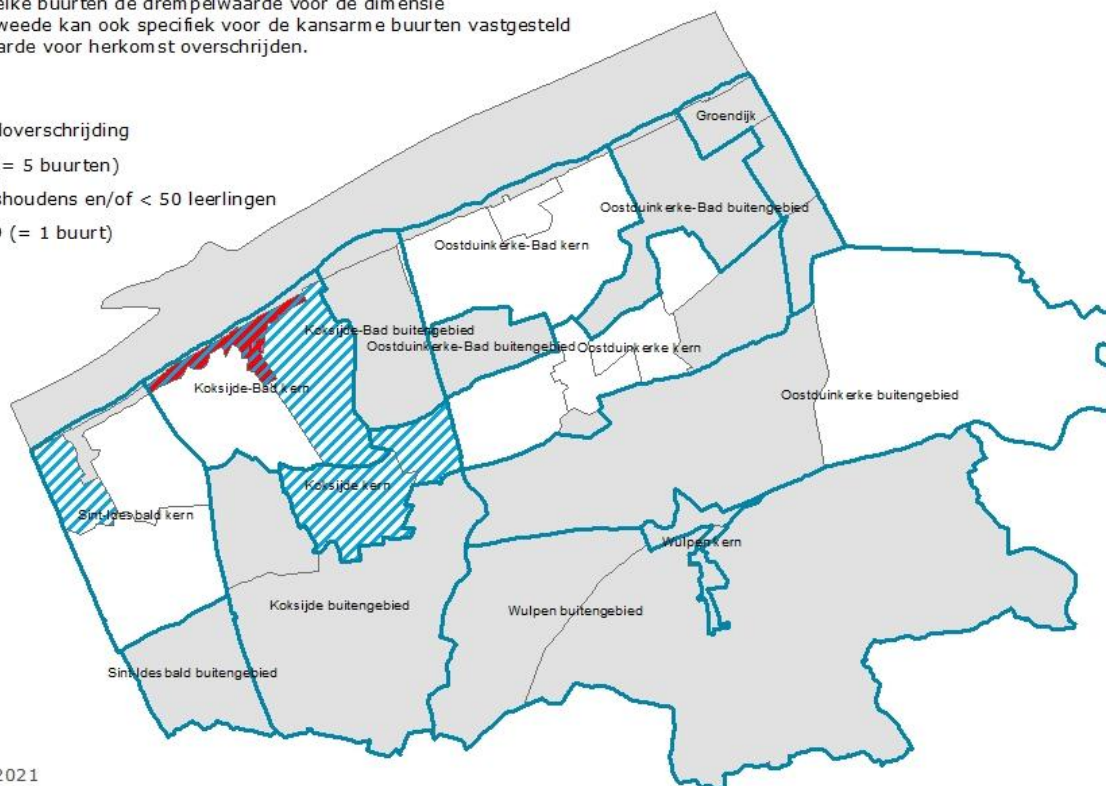 elke buurten de drempelwaarde voor de dimensie
weede kan ook specifiek voor de kansarme buurten vastgesteld
arde voor herkomst overschrijden.
loverschrijding
= 5 buurten)
shoudens en/of < 50 leerlingen
(= 1 buurt)
Groendijk
Oostduinkerke-Bad buitengebied
Oostduinkerke-Bad kern
Koksijde-Bad buitengebied
Oostduinkerke-Bad buitengebied
Oostduinkerke kern
Koksijde-Bad kern
Oostduinkerke buitengebied
Koksijde kern
Sint-Idesbald kern
Wulpen kern
Koksijde buitengebied
Wulpen buitengebied
Sint-Idesbald buitengebied
2021